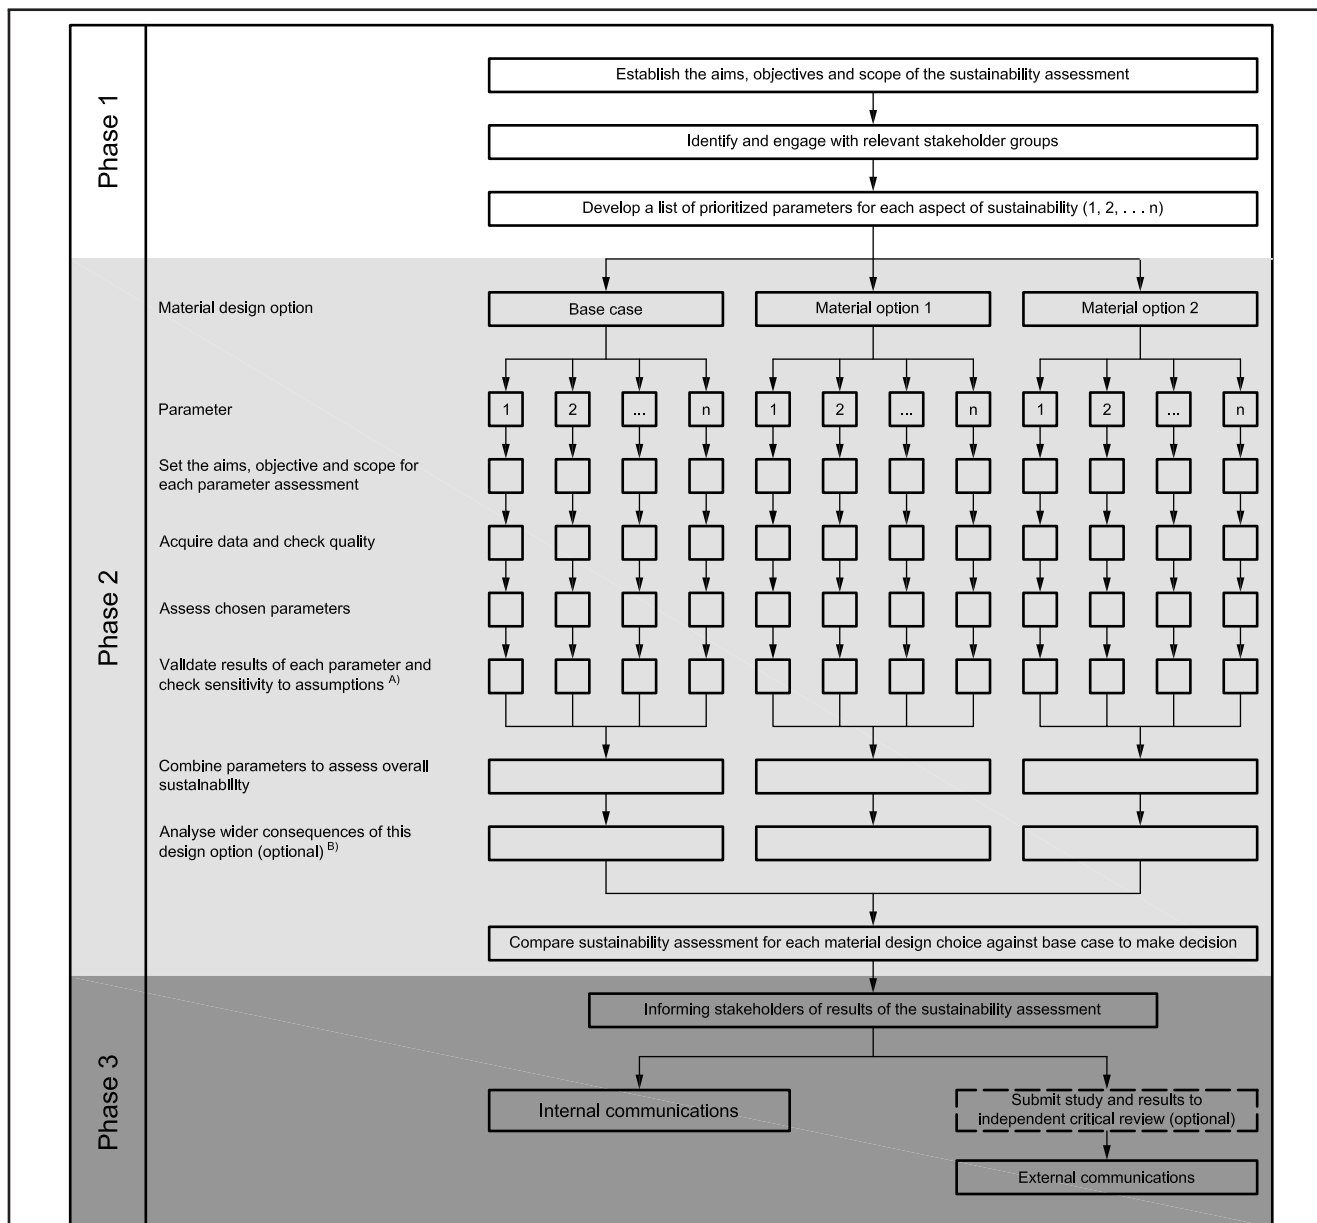 Phase 1
Establish the aims, objectives and scope of the sustainability assessment
Identify and engage with relevant stakeholder groups
Develop a list of prioritized parameters for each aspect of sustainability (1, 2, . . . n)
Phase 2
Material design option
Base case
Material option 1
Material option 2
Parameter
1 2 ... n 1 2 ... n 1 2 ... n
Set the aims, objective and scope for
each parameter assessment
Acquire data and check quality
Assess chosen parameters
Validate results of each parameter and
check sensitivity to assumptions A)
Combine parameters to assess overall
sustainability
Analyse wider consequences of this
design option (optional) B)
Compare sustainability assessment for each material design choice against base case to make decision
Phase 3
Informing stakeholders of results of the sustainability assessment
Internal communications
Submit study and results to
independent critical review (optional)
External communications